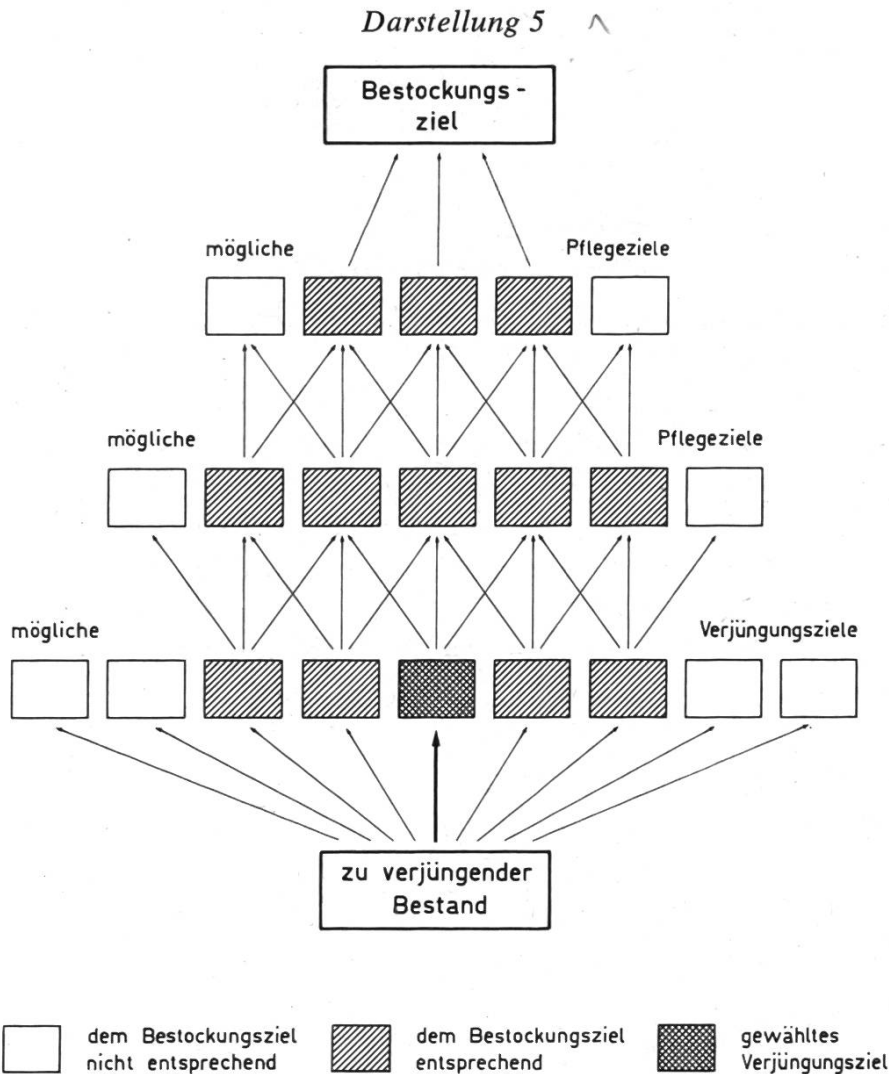 Darstellung 5
Bestockungs-
ziel
mögliche Pflegeziele
mögliche Pflegeziele
mögliche Verjüngungsziele
zu verjüngender
Bestand
dem Bestockungsziel
nicht entsprechend
dem Bestockungsziel
entsprechend
gewähltes
Verjüngungsziel